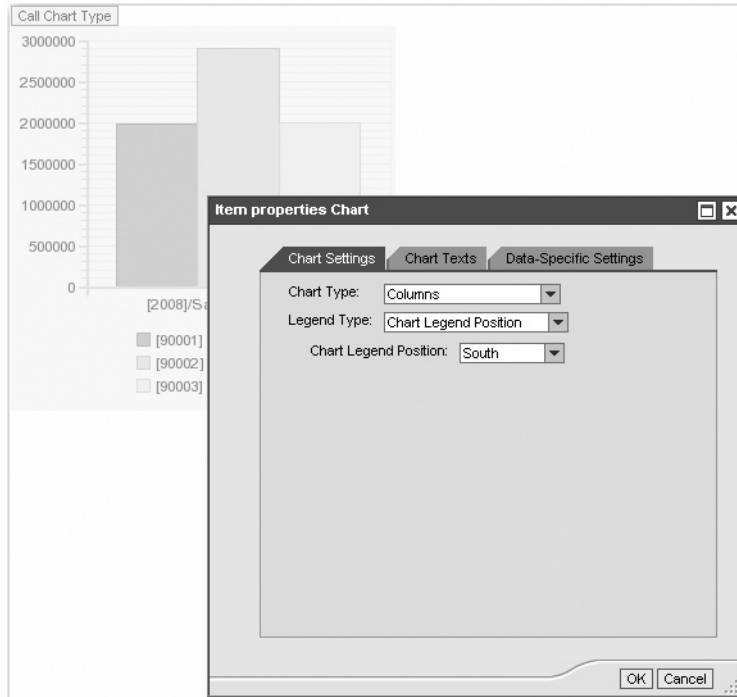 Call Chart Type
3000000
2500000
2000000
1500000
1000000
500000
0
[2008]/Sa
[90001]
[90002]
[90003]
Item properties Chart
Chart Settings Chart Texts Data-Specific Settings
Chart Type: Columns
Legend Type: Chart Legend Position
Chart Legend Position: South
OK Cancel